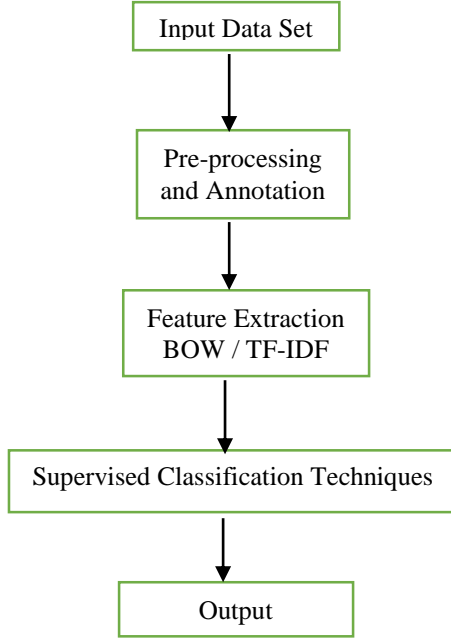 Input Data Set
Pre-processing
and Annotation
Feature Extraction
BOW / TF-IDF
Supervised Classification Techniques
Output